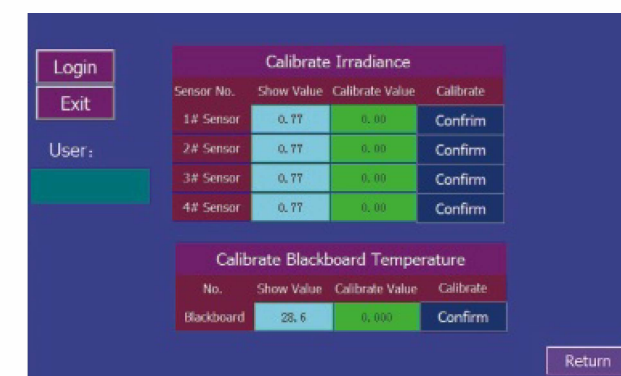 Login
Exit
User:
Calibrate Irradiance
Sensor No. Show Value Calibrate Value Calibrate
1# Sensor 0.77 0.00 Confrim
2# Sensor 0.77 0.00 Confirm
3# Sensor 0.77 0.00 Confirm
4# Sensor 0.77 0.00 Confirm
Calibrate Blackboard Temperature
No. Show Value Calibrate Value Calibrate
Blackboard 28.6 0.000 Confirm
Return